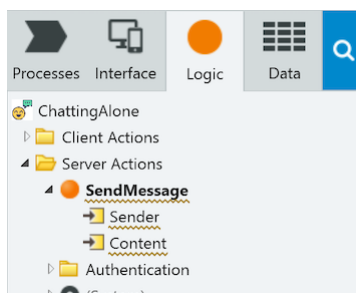 Processes Interface Logic Data
ChattingAlone
Client Actions
Server Actions
SendMessage
Sender
Content
Authentication